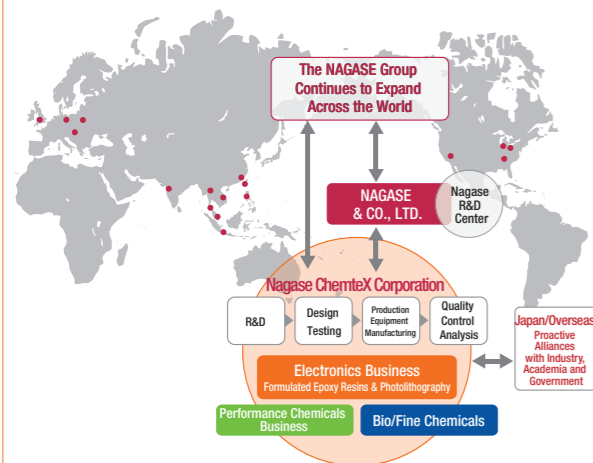 The NAGASE Group
Continues to Expand
Across the World
NAGASE
& CO., LTD.
Nagase
R&D
Center
Nagase ChemteX Corporation
R&D
Design
Testing
Production
Equipment
Manufacturing
Quality
Control
Analysis
Japan/Overseas
Proactive
Alliances
with Industry,
Academia and
Government
Electronics Business
Formulated Epoxy Resins & Photolithography
Performance Chemicals
Business
Bio/Fine Chemicals